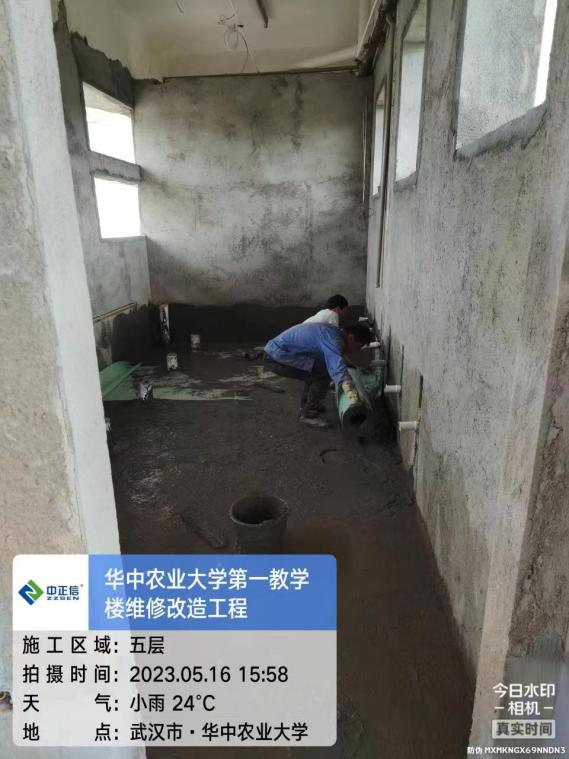 中正信®
ZZSEN
华中农业大学第一教学
楼维修改造工程
施工区域：五层
拍摄时间：2023.05.16 15:58
天气：小雨 24°C
地点：武汉市·华中农业大学
今日水印
相机
真实时间
防伪 MXMKNGX69NNDN3